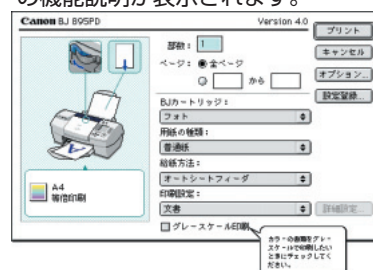 の機能説明が表示されます。
Canon BJ 895PD
Version 4.0
プリント
キャンセル
オプション...
設定登録...
部数： 1
ページ： 全ページ
から
BJカートリッジ：
フォト
用紙の種類：
普通紙
給紙方法：
オートシートフィーダ
印刷設定：
文書
詳細設定...
グレースケール印刷
A4
等倍印刷
カラーの書類をグレー
スケールで印刷したい
ときにチェックしてく
ださい。